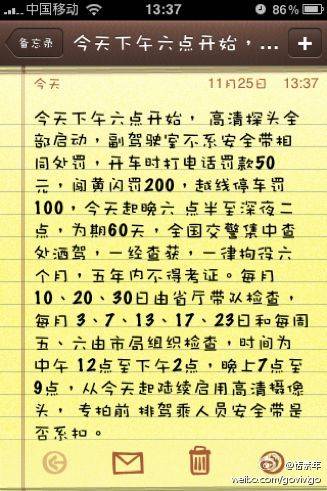 中国移动 13:37 86%
备忘录 今天下午六点开始，...
今天 11月25日 13:37
今天下午六点开始， 高清探头全
部启动，副驾驶室不系安全带相
同处罚，开车时打电话罚款50
元，闯黄闪罚200，越线停车罚
100，今天起晚六 点半至深夜二
点，为期60天，全国交警集中查
处酒驾，一经查获，一律拘役六
个月，五年内不得考证。每月
10、20、30日由省厅带队检查，
每月 3、7、13、17、23日和每周
五、六由市局组织检查，时间为
中午 12点至下午2点，晚上7点至
9点，从今天起陆续启用高清摄像
头， 专拍前 排驾乘人员安全带是
否系扣。
weibo.com/govivgo